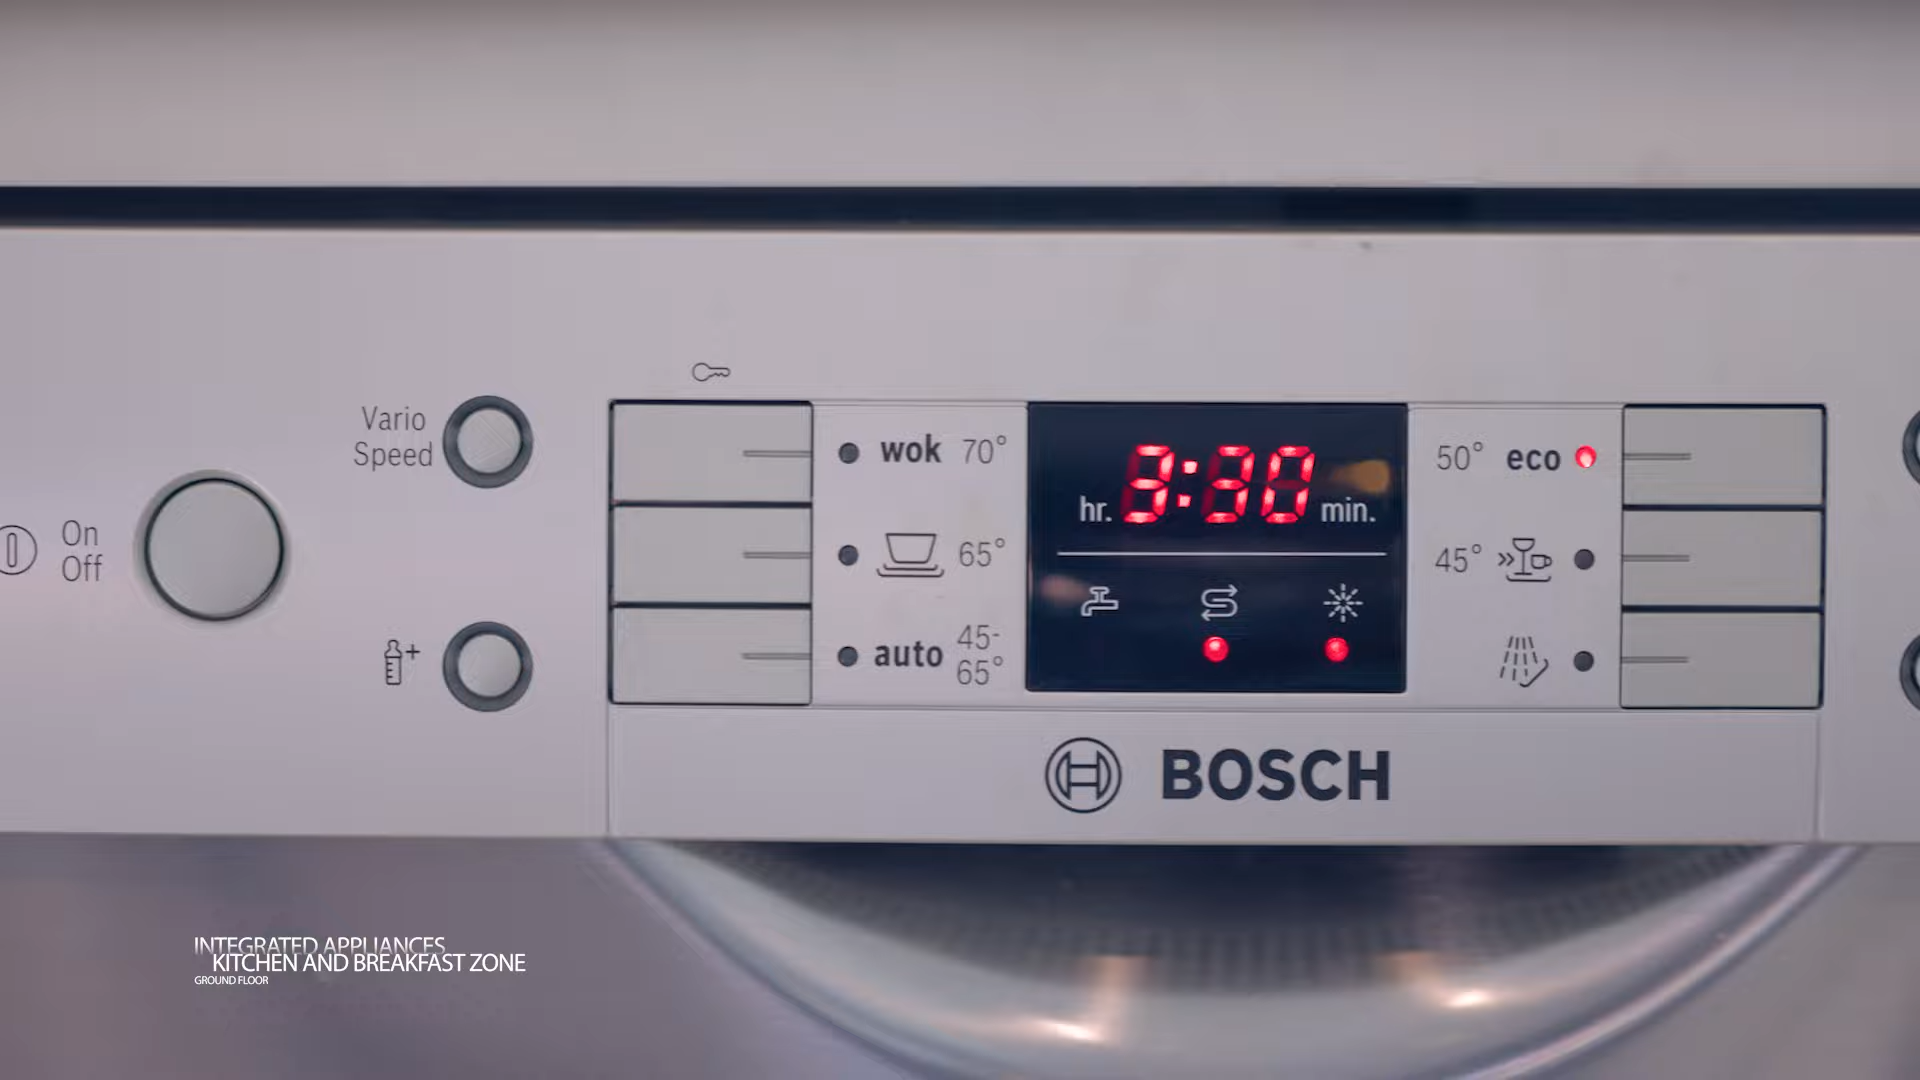 Vario
Speed
On
Off
wok 70°
65°
auto 45-
65°
hr. 3:30 min.
50° eco
45°
BOSCH
INTEGRATED APPLIANCES
KITCHEN AND BREAKFAST ZONE
GROUND FLOOR